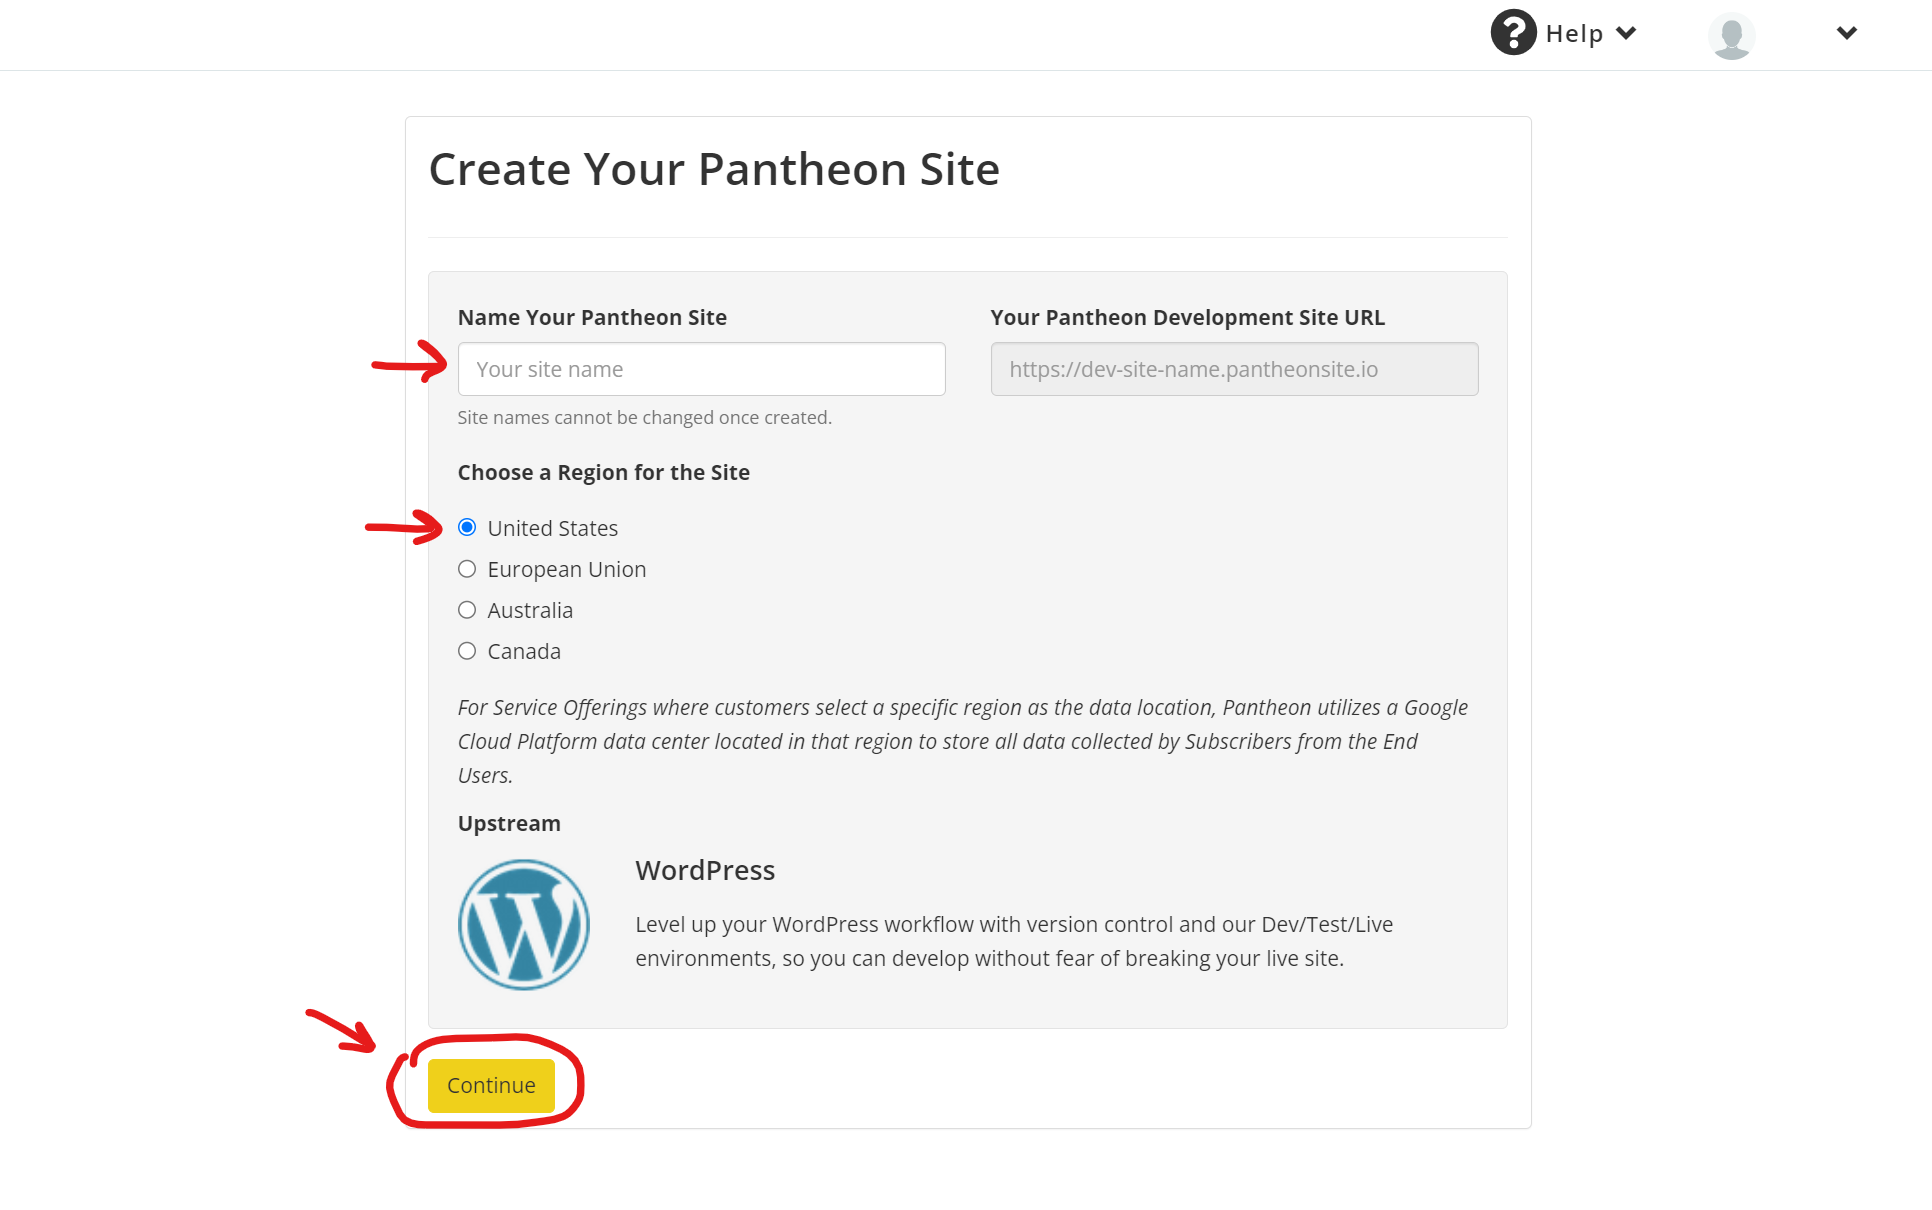 Help
Create Your Pantheon Site
Name Your Pantheon Site
Your site name
Site names cannot be changed once created.
Your Pantheon Development Site URL
https://dev-site-name.pantheonsite.io
Choose a Region for the Site
United States
European Union
Australia
Canada
For Service Offerings where customers select a specific region as the data location, Pantheon utilizes a Google
Cloud Platform data center located in that region to store all data collected by Subscribers from the End
Users.
Upstream
WordPress
Level up your WordPress workflow with version control and our Dev/Test/Live
environments, so you can develop without fear of breaking your live site.
Continue